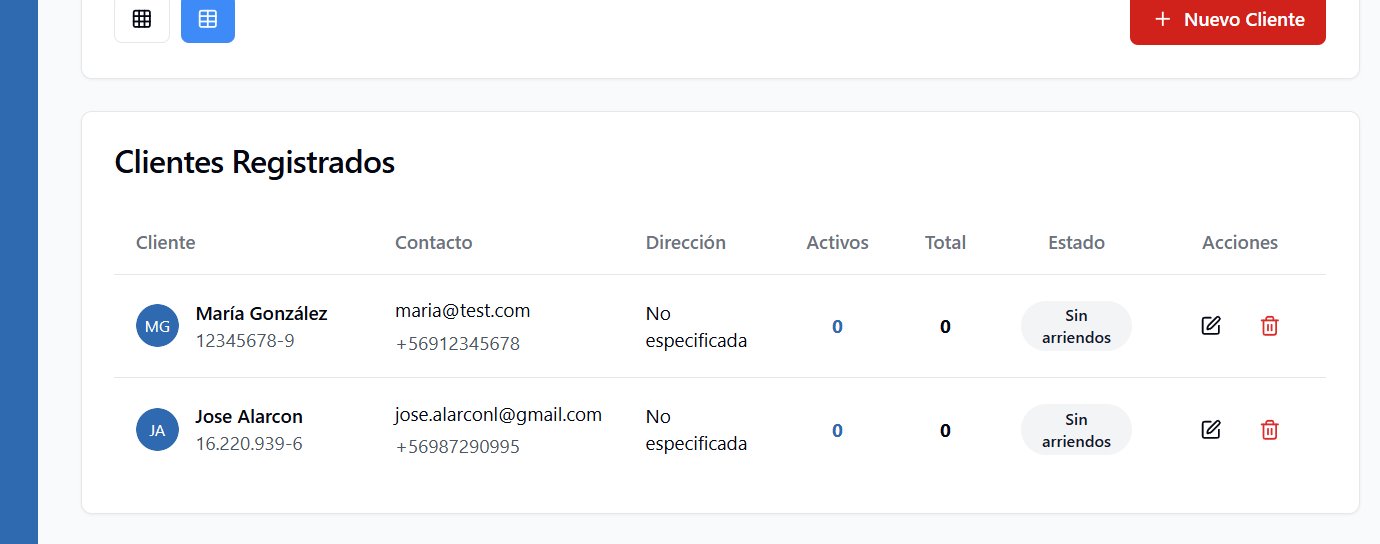 Nuevo Cliente
Clientes Registrados
Cliente Contacto Dirección Activos Total Estado Acciones
MG
María González
12345678-9
maria@test.com
+56912345678
No
especificada
0
0
Sin
arriendos
JA
Jose Alarcon
16.220.939-6
jose.alarconl@gmail.com
+56987290995
No
especificada
0
0
Sin
arriendos